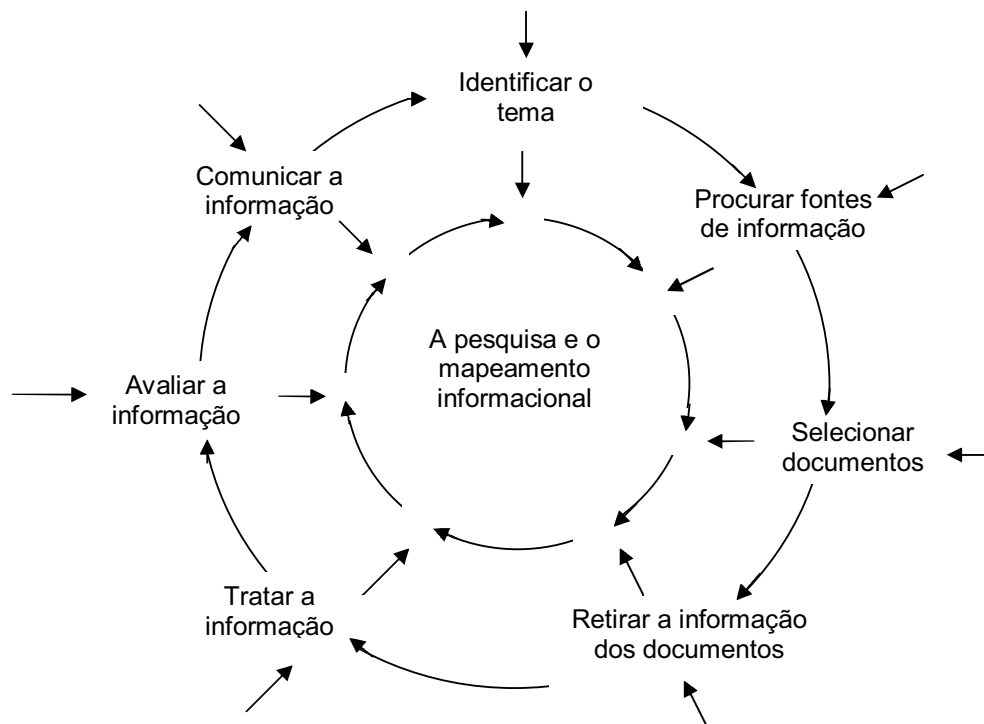 Identificar o
tema
Procurar fontes
de informação
Selecionar
documentos
Retirar a informação
dos documentos
Tratar a
informação
Avaliar a
informação
Comunicar a
informação
A pesquisa e o
mapeamento
informacional